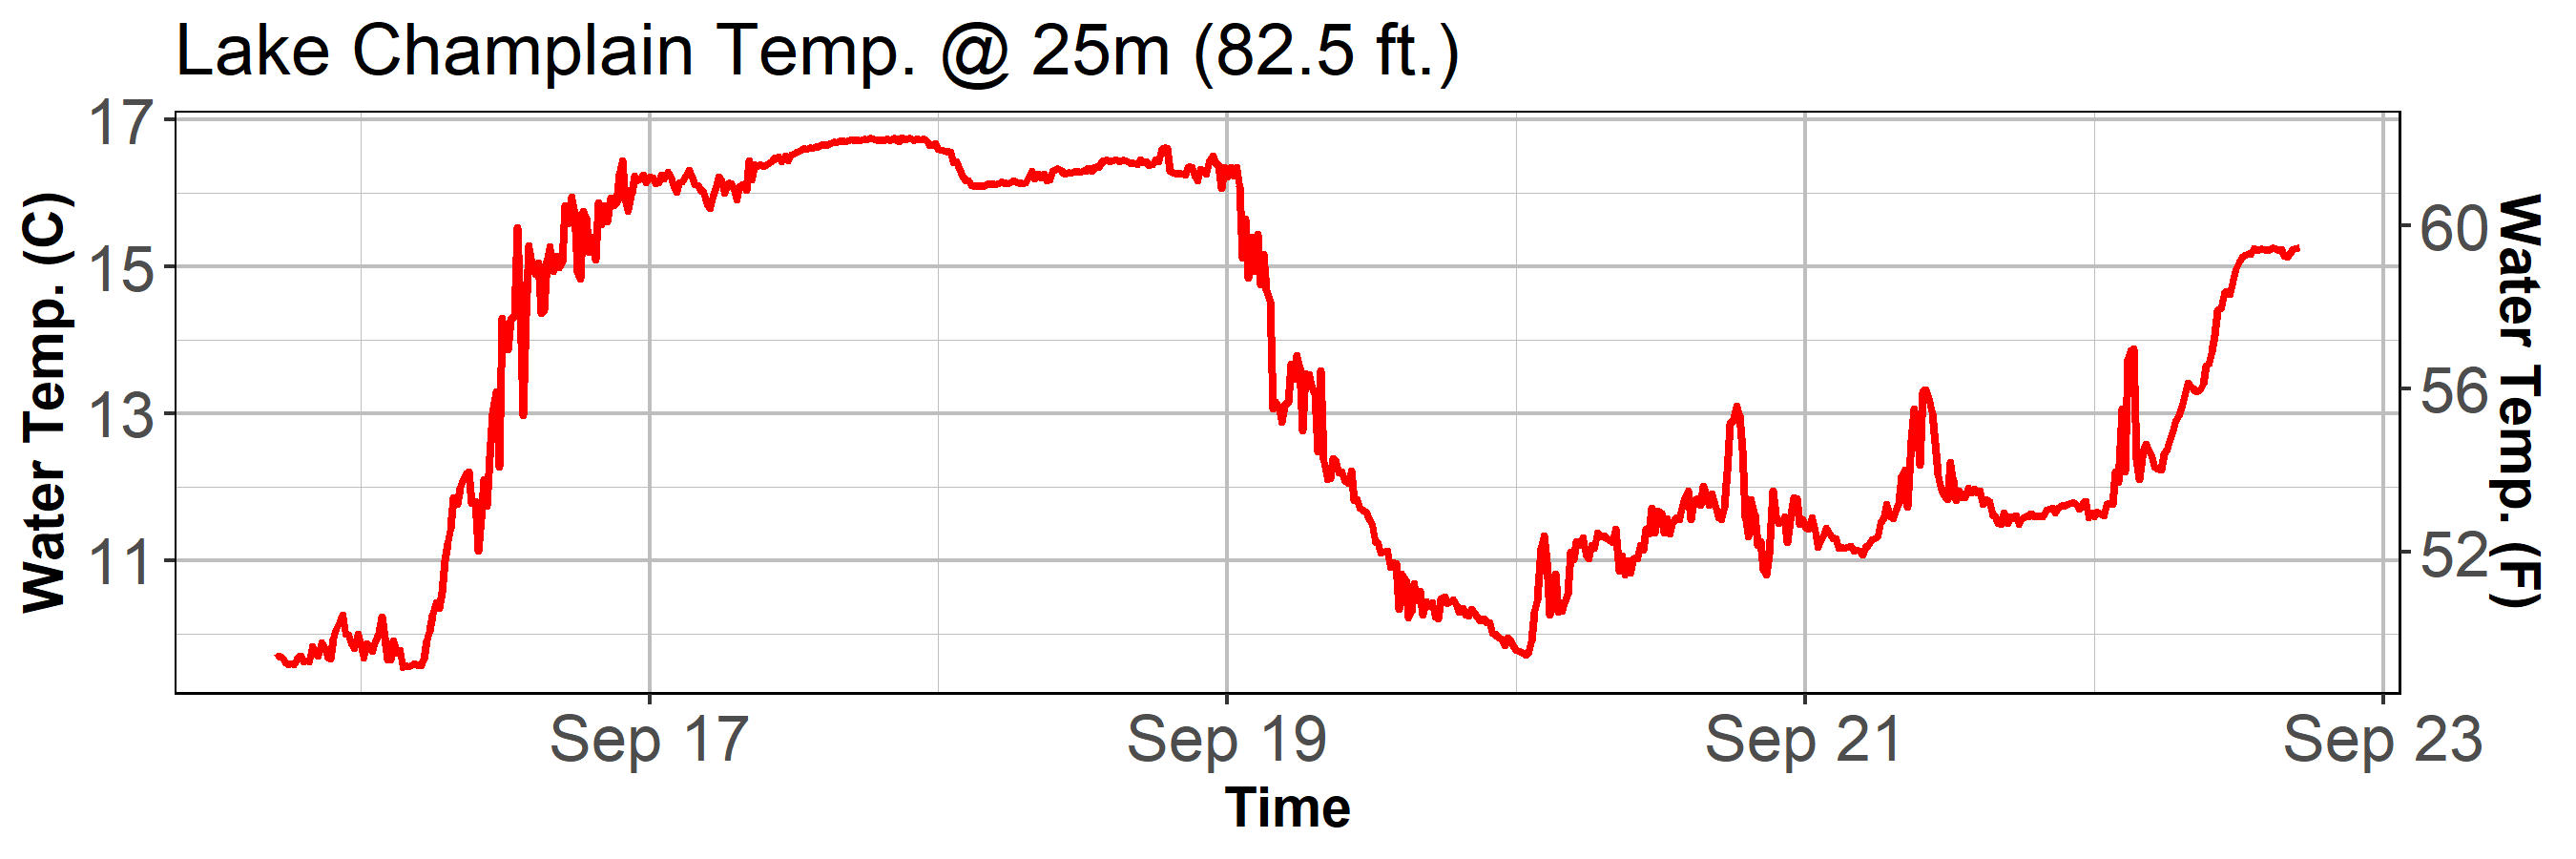 Lake Champlain Temp. @ 25m (82.5 ft.)
Water Temp. (C)
17
15
13
11
60
56
52
Water Temp. (F)
Sep 17
Sep 19
Sep 21
Sep 23
Time